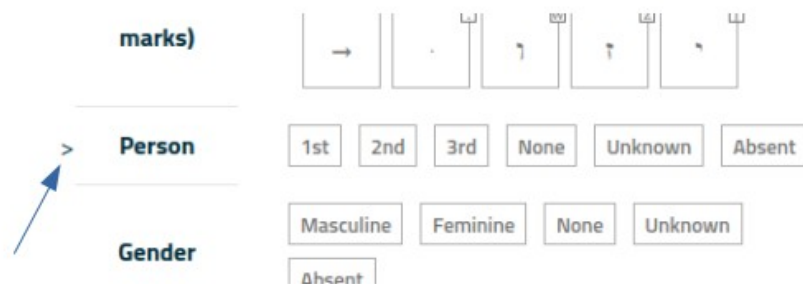 marks)
→ ·
> Person 1st 2nd 3rd None Unknown Absent
Gender Masculine Feminine None Unknown
Absent